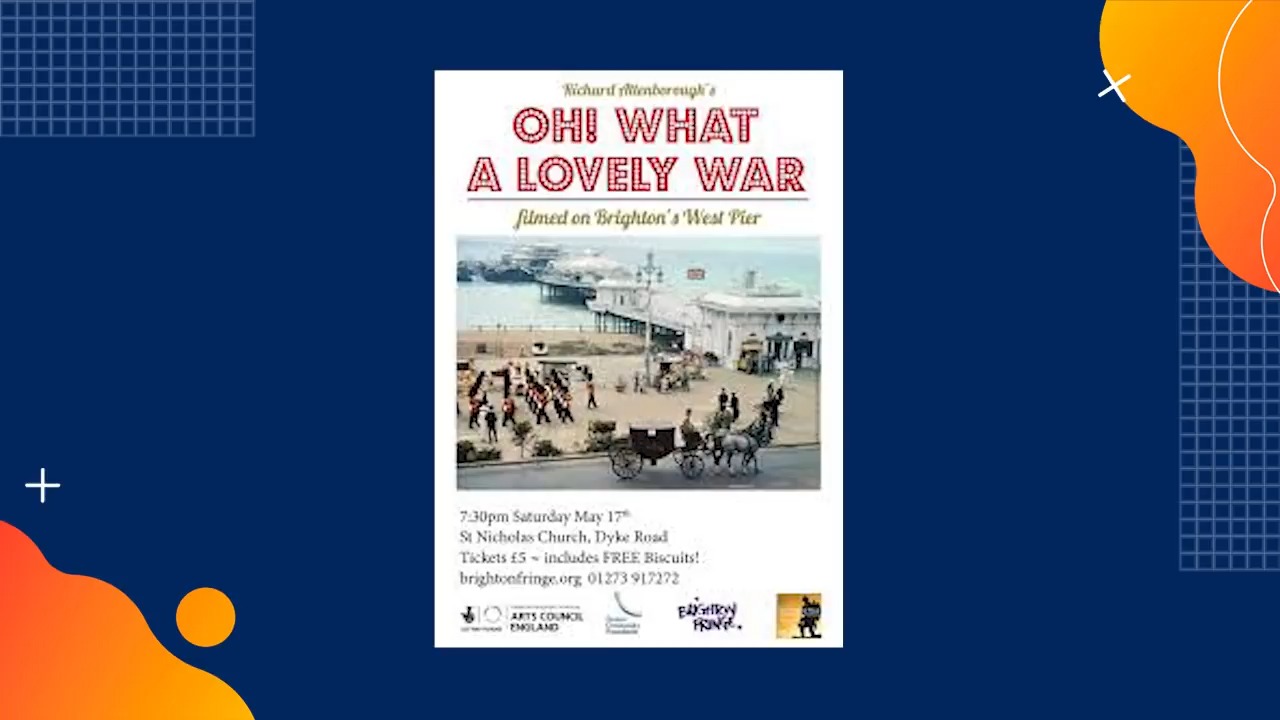 Richard Attenborough's
OH! WHAT
A LOVELY WAR
filmed on Brighton's West Pier
7:30pm Saturday May 17th
St Nicholas Church, Dyke Road
Tickets £5 ~ includes FREE Biscuits!
brightonfringe.org 01273 917272
ARTS COUNCIL
ENGLAND
BRIGHTON
FRINGE